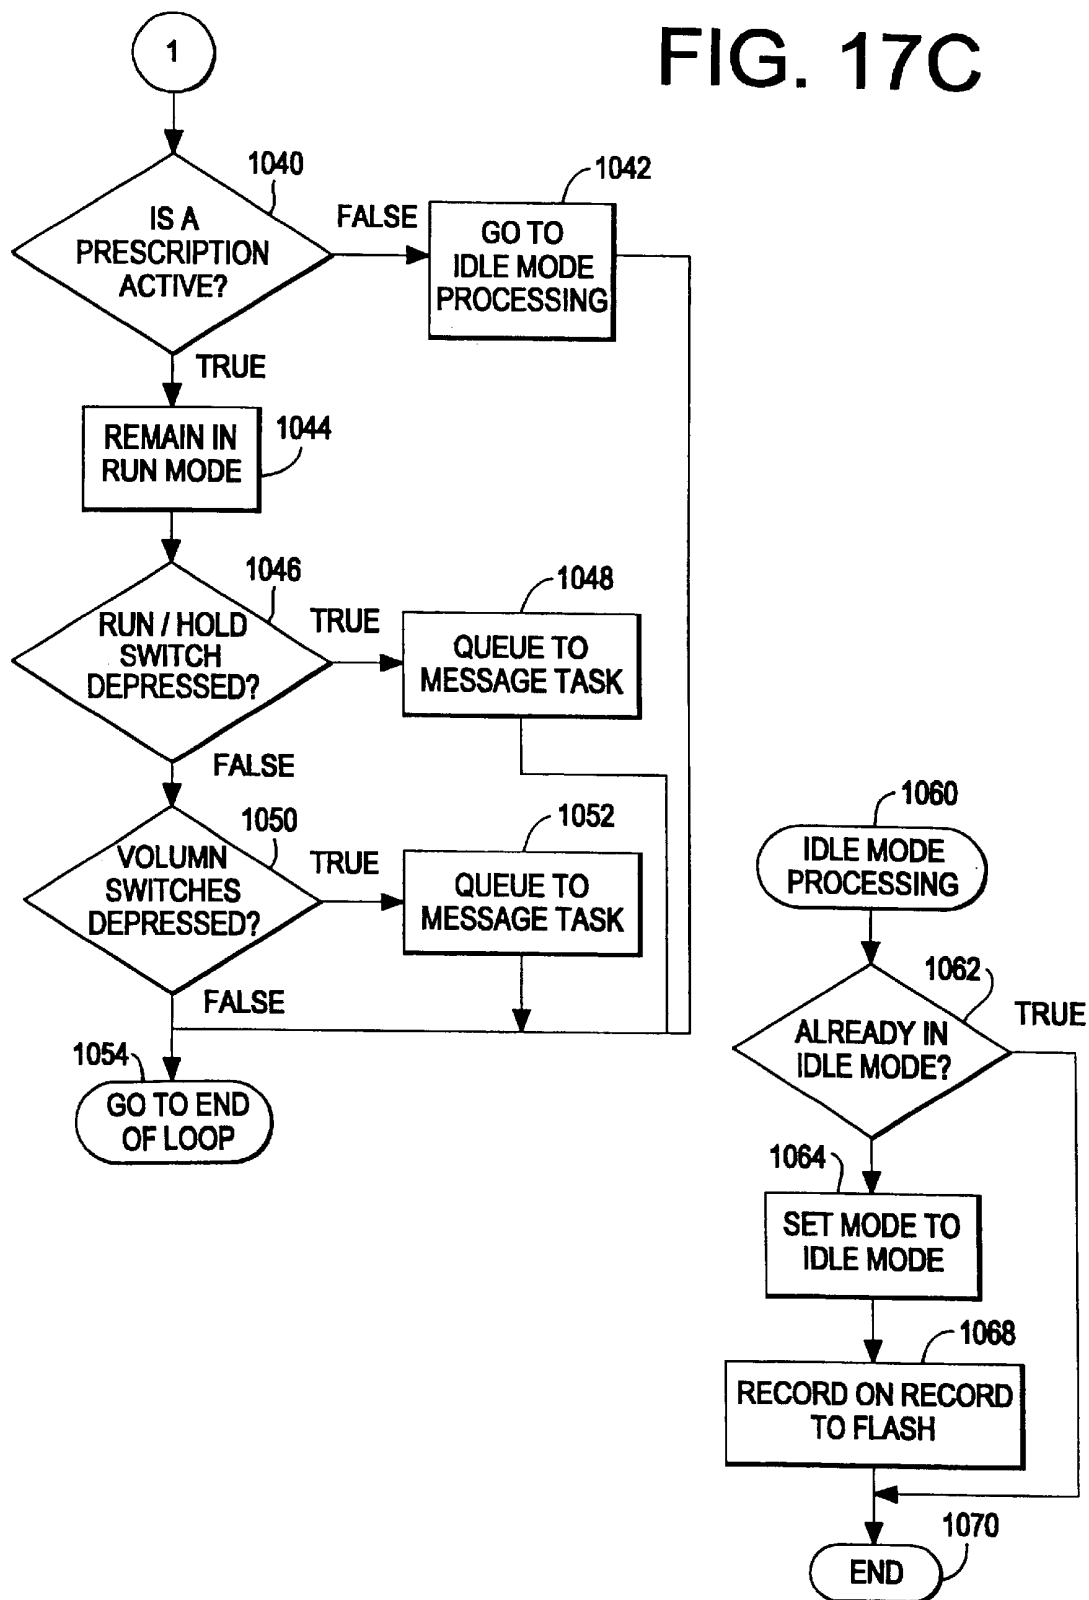 FIG. 17C
1
1040
IS A
PRESCRIPTION
ACTIVE?
FALSE
1042
GO TO
IDLE MODE
PROCESSING
TRUE
REMAIN IN
RUN MODE
1044
1046
RUN / HOLD
SWITCH
DEPRESSED?
TRUE
1048
QUEUE TO
MESSAGE TASK
FALSE
1050
VOLUMN
SWITCHES
DEPRESSED?
TRUE
1052
QUEUE TO
MESSAGE TASK
FALSE
1054
GO TO END
OF LOOP
1060
IDLE MODE
PROCESSING
1062
ALREADY IN
IDLE MODE?
TRUE
1064
SET MODE TO
IDLE MODE
1068
RECORD ON RECORD
TO FLASH
1070
END